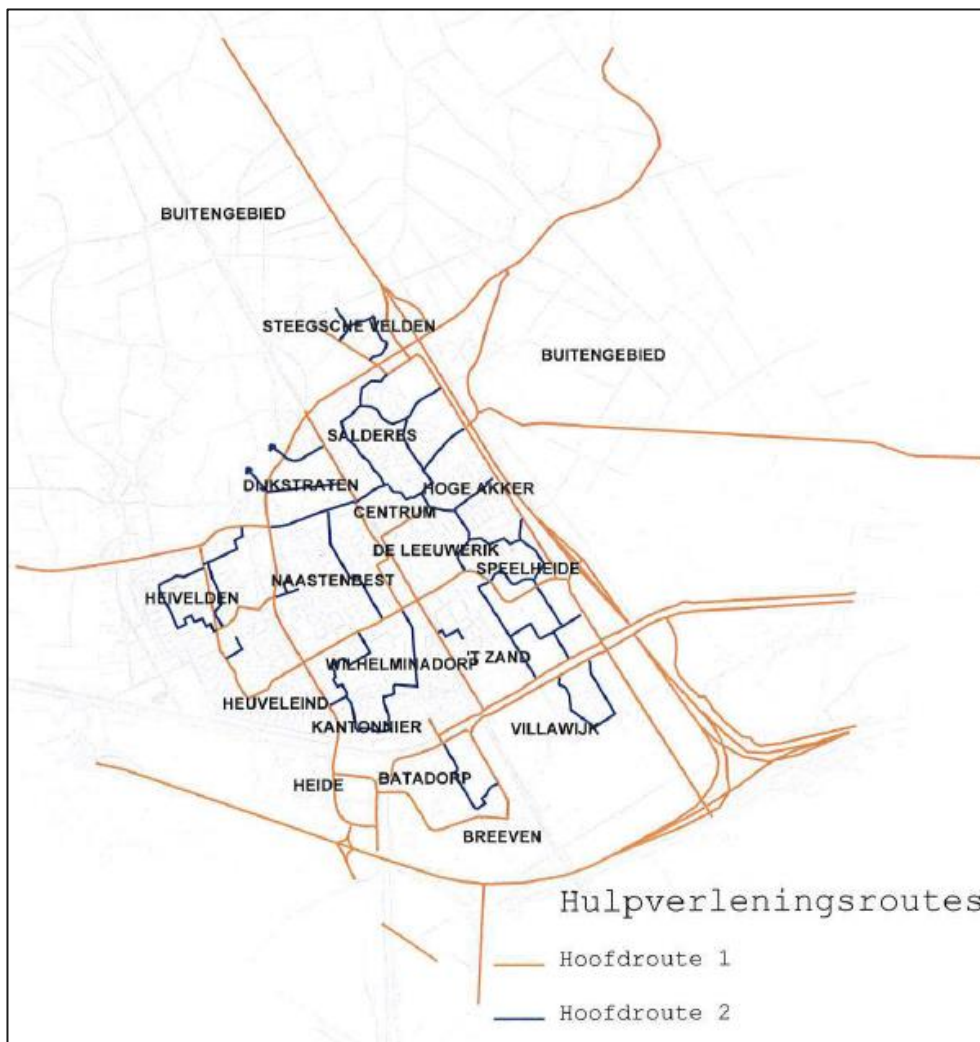 BUITENGEBIED
STEEGSCHE VELDEN
BUITENGEBIED
SALDERES
DIJKSTRATEN
HOGE AKKER
CENTRUM
DE LEEUWERIK
SPEELHEIDE
NAASTENBEST
HEIVELDEN
WILHELMINADORP
'T ZAND
HEUVELEIND
KANTONNIER
VILLAWIJK
HEIDE
BATADORP
BREEVEN
Hulpverleningsroutes
Hoofdroute 1
Hoofdroute 2